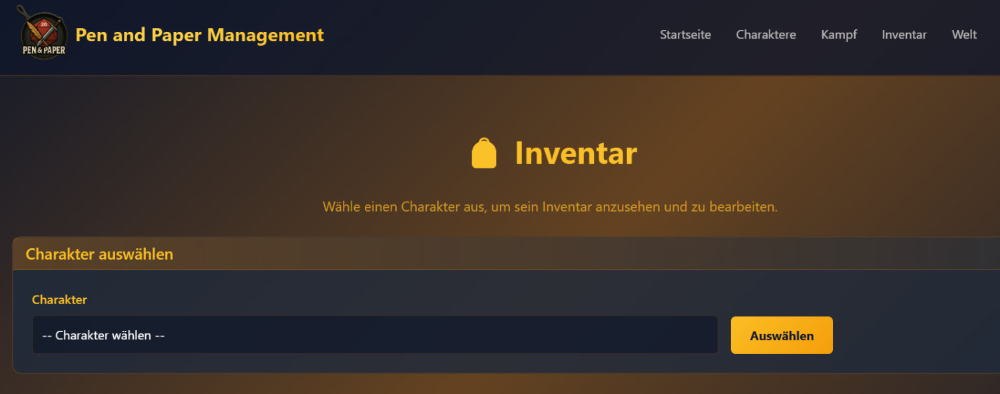 20
PEN & PAPER
Pen and Paper Management
Startseite
Charaktere
Kampf
Inventar
Welt
Inventar
Wähle einen Charakter aus, um sein Inventar anzusehen und zu bearbeiten.
Charakter auswählen
Charakter
-- Charakter wählen --
Auswählen